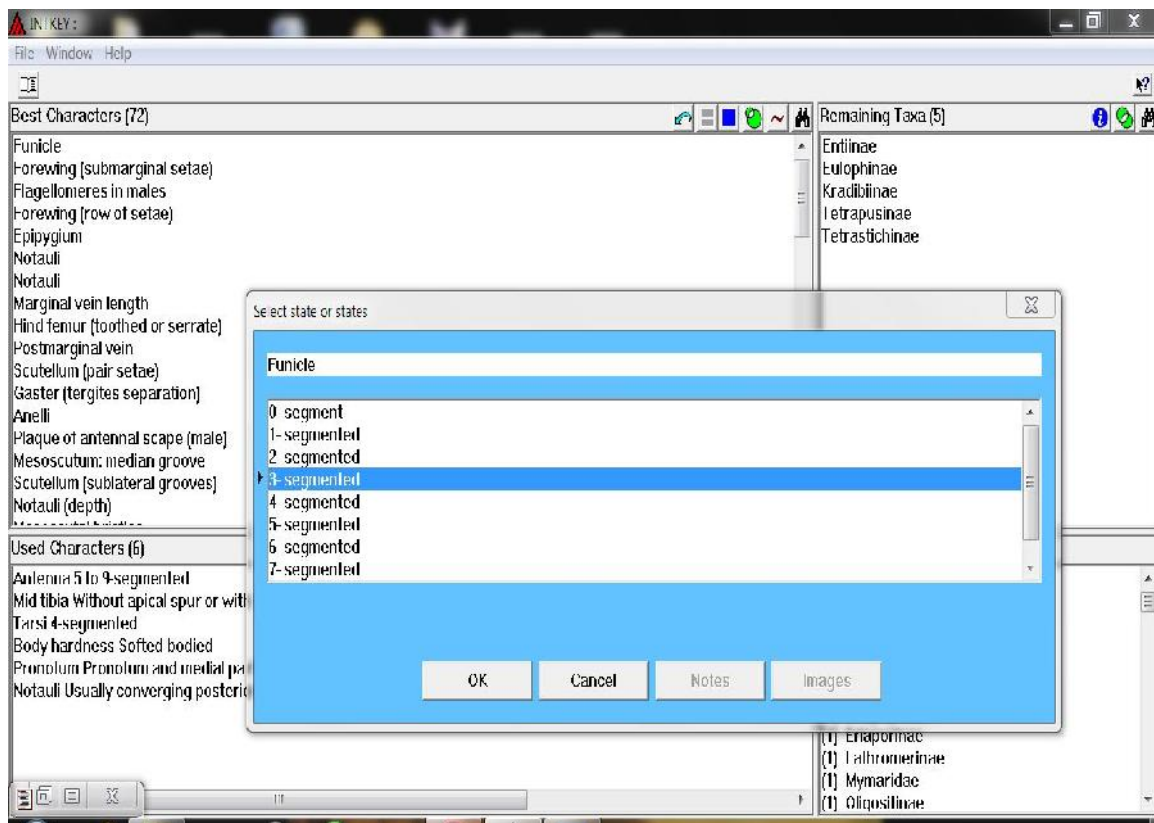 INTKEY:
File Window Help
Best Characters (72)
Funicle
Forewing (submarginal setae)
Flagellomeres in males
Forewing (row of setae)
Epipygium
Notauli
Notauli
Marginal vein length
Hind femur (toothed or serrate)
Postmarginal vein
Scutellum (pair setae)
Gaster (tergites separation)
Anelli
Plaque of antennal scape (male)
Mesoscutum: median groove
Scutellum (sublateral grooves)
Notauli (depth)
Remaining Taxa (5)
Entiinae
Eulophinae
Kradibiinae
Tetrapusinae
Tetrastichinae
Select state or states
Funicle
0 segment
1-segmented
2 segmented
3-segmented
4 segmented
5-segmented
6 segmented
7-segmented
OK Cancel Notes Images
Used Characters (6)
Antenna 5 to 9-segmented
Mid tibia Without apical spur or with
Tarsi 4-segmented
Body hardness Softed bodied
Pronotum Pronotum and medial pa
Notauli Usually converging posterio
(1) Eriaporinae
(1) Lathromerinae
(1) Mymaridae
(1) Oligositinae